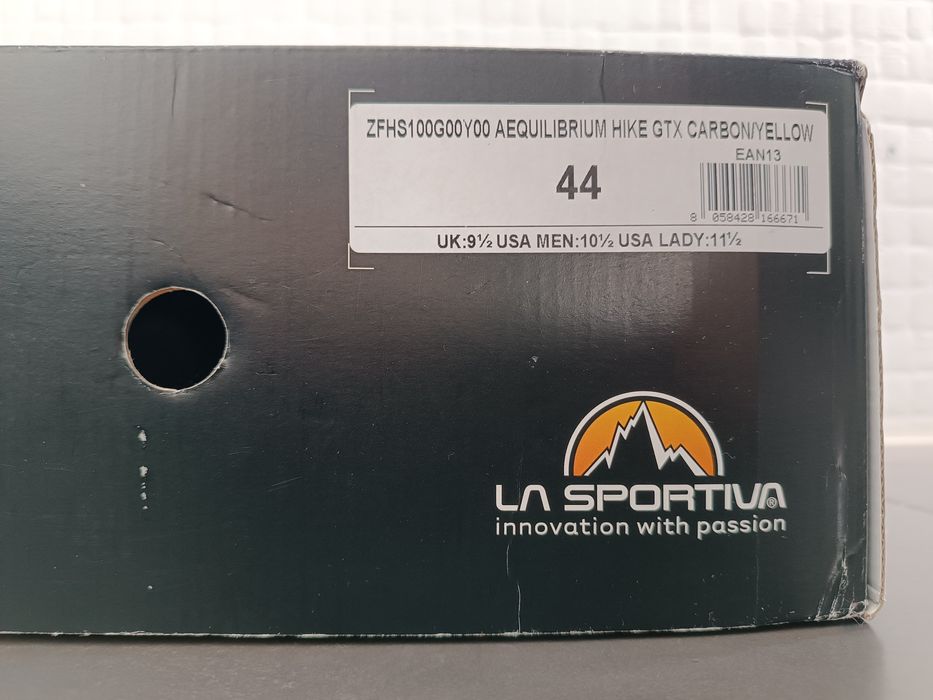 ZFHS100G00Y00 AEQUILIBRIUM HIKE GTX CARBON/YELLOW
EAN13
44
8 058428 166671
UK:9½ USA MEN:10½ USA LADY:11½
LA SPORTIVA®
innovation with passion